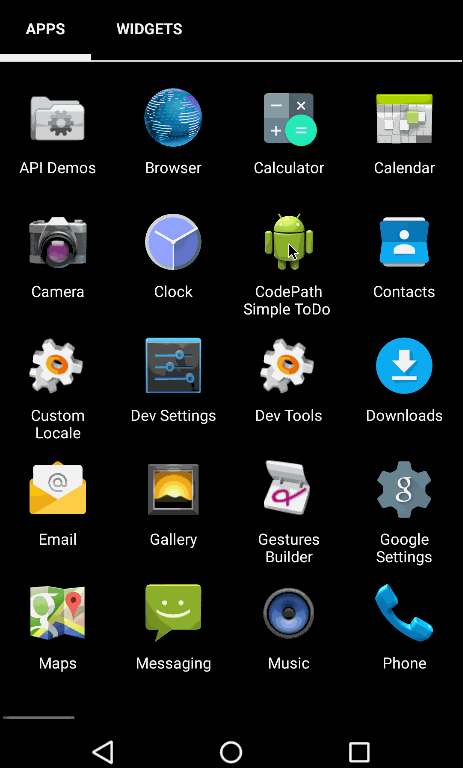 APPS WIDGETS
API Demos Browser Calculator Calendar
Camera Clock CodePath Simple ToDo Contacts
Custom Locale Dev Settings Dev Tools Downloads
@
g
Email Gallery Gestures Builder Google Settings
g
Maps Messaging Music Phone